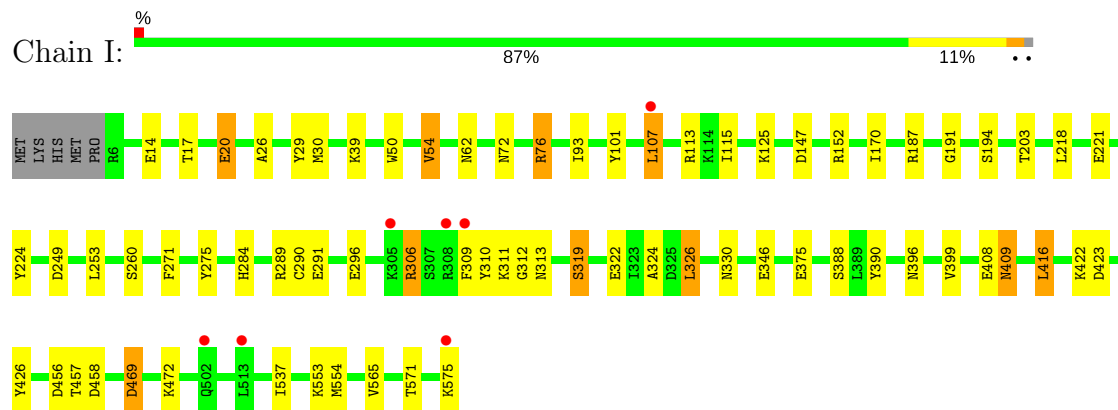 %
Chain I:
87% 11% • •
MET LYS HIS MET PRO R6 E14 T17 E20 A26 Y29 M30 K39 W50 V54 N62 N72 R76 I93 Y101 L107 R113 K114 I115 K125 D147 R152 I170 R187 G191 S194 T203 L218 E221
Y224 D249 L253 S260 F271 Y275 H284 R289 C290 E291 E296 K305 R306 S307 R308 F309 Y310 K311 G312 N313 S319 E322 I323 A324 D325 L326 N330 E346 E375 S388 L389 Y390 N396 V399 E408 N409 L416 K422 D423
Y426 D456 T457 D458 D469 K472 Q502 L513 I537 K553 M554 V565 T571 K575